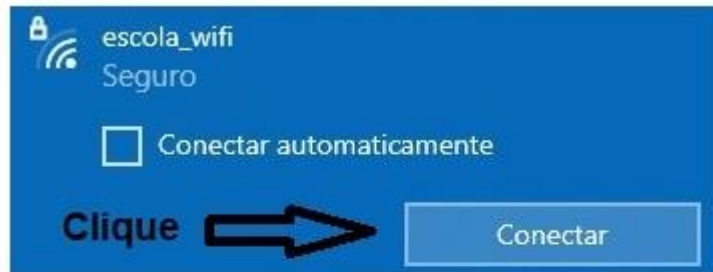 escola_wifi
Seguro
Conectar automaticamente
Clique Conectar